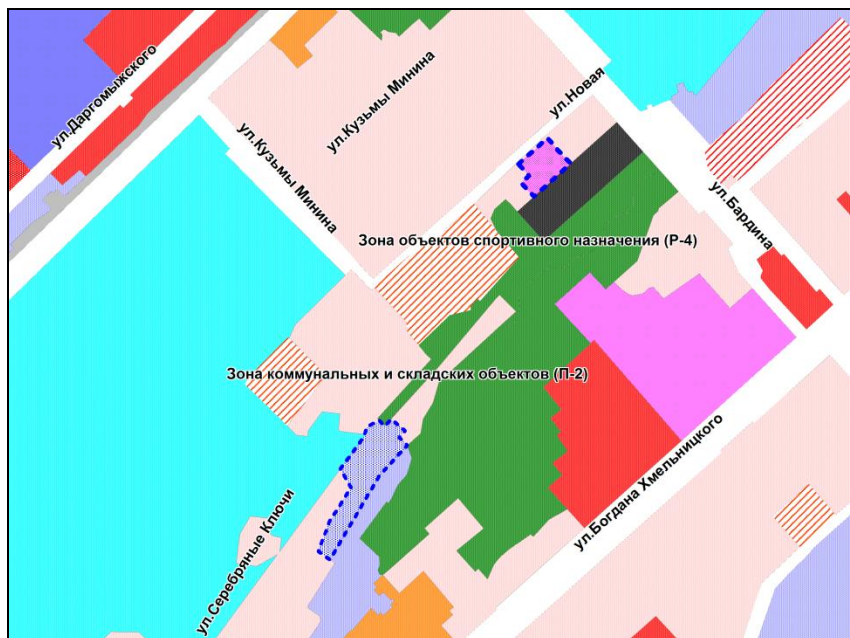 ул.Даргомыжского
ул.Кузьмы Минина
ул.Кузьмы Минина
ул.Новая
ул.Бардина
Зона объектов спортивного назначения (Р-4)
Зона коммунальных и складских объектов (П-2)
ул.Богдана Хмельницкого
ул.Серебряные Ключи